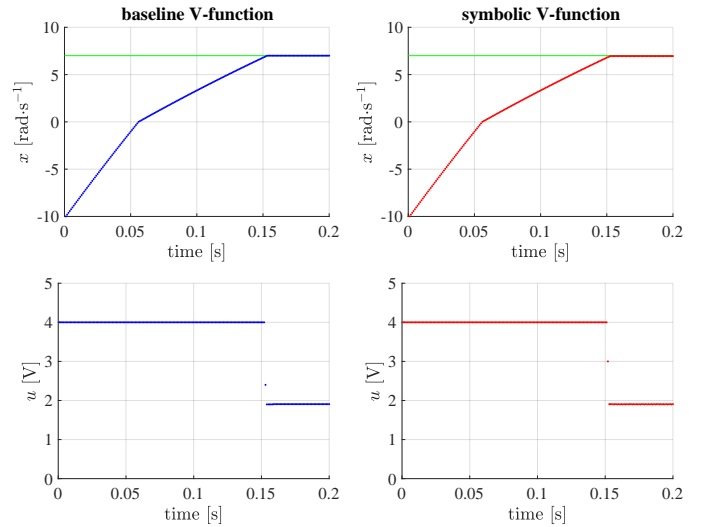 baseline V-function
10
5
0
-5
-10
x [rad·s⁻¹]
0 0.05 0.1 0.15 0.2
time [s]
symbolic V-function
10
5
0
-5
-10
x [rad·s⁻¹]
0 0.05 0.1 0.15 0.2
time [s]
5
4
3
2
1
0
u [V]
0 0.05 0.1 0.15 0.2
time [s]
5
4
3
2
1
0
u [V]
0 0.05 0.1 0.15 0.2
time [s]